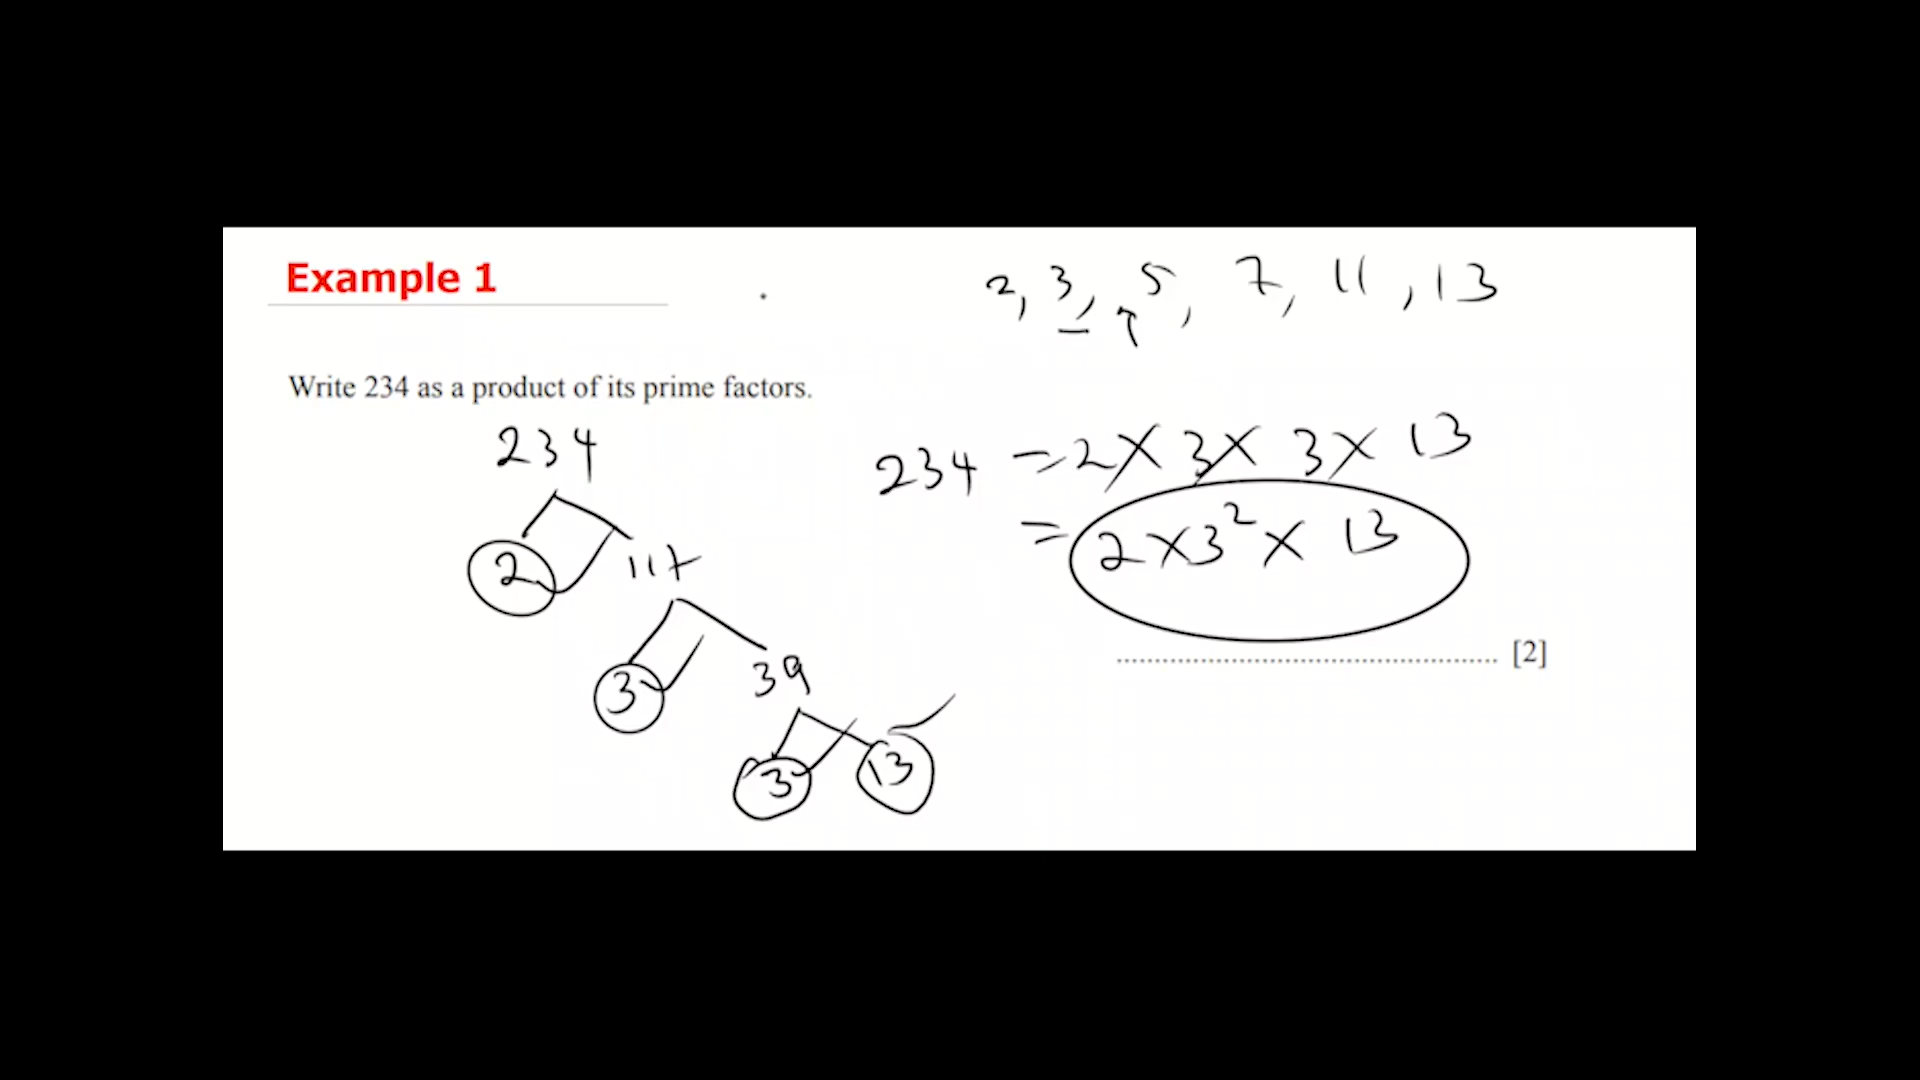 Example 1
2, 3, 5, 7, 11, 13
Write 234 as a product of its prime factors.
234
2 117
3 39
3 13
234 = 2 × 3 × 3 × 13
= 2 × 3² × 13
[2]